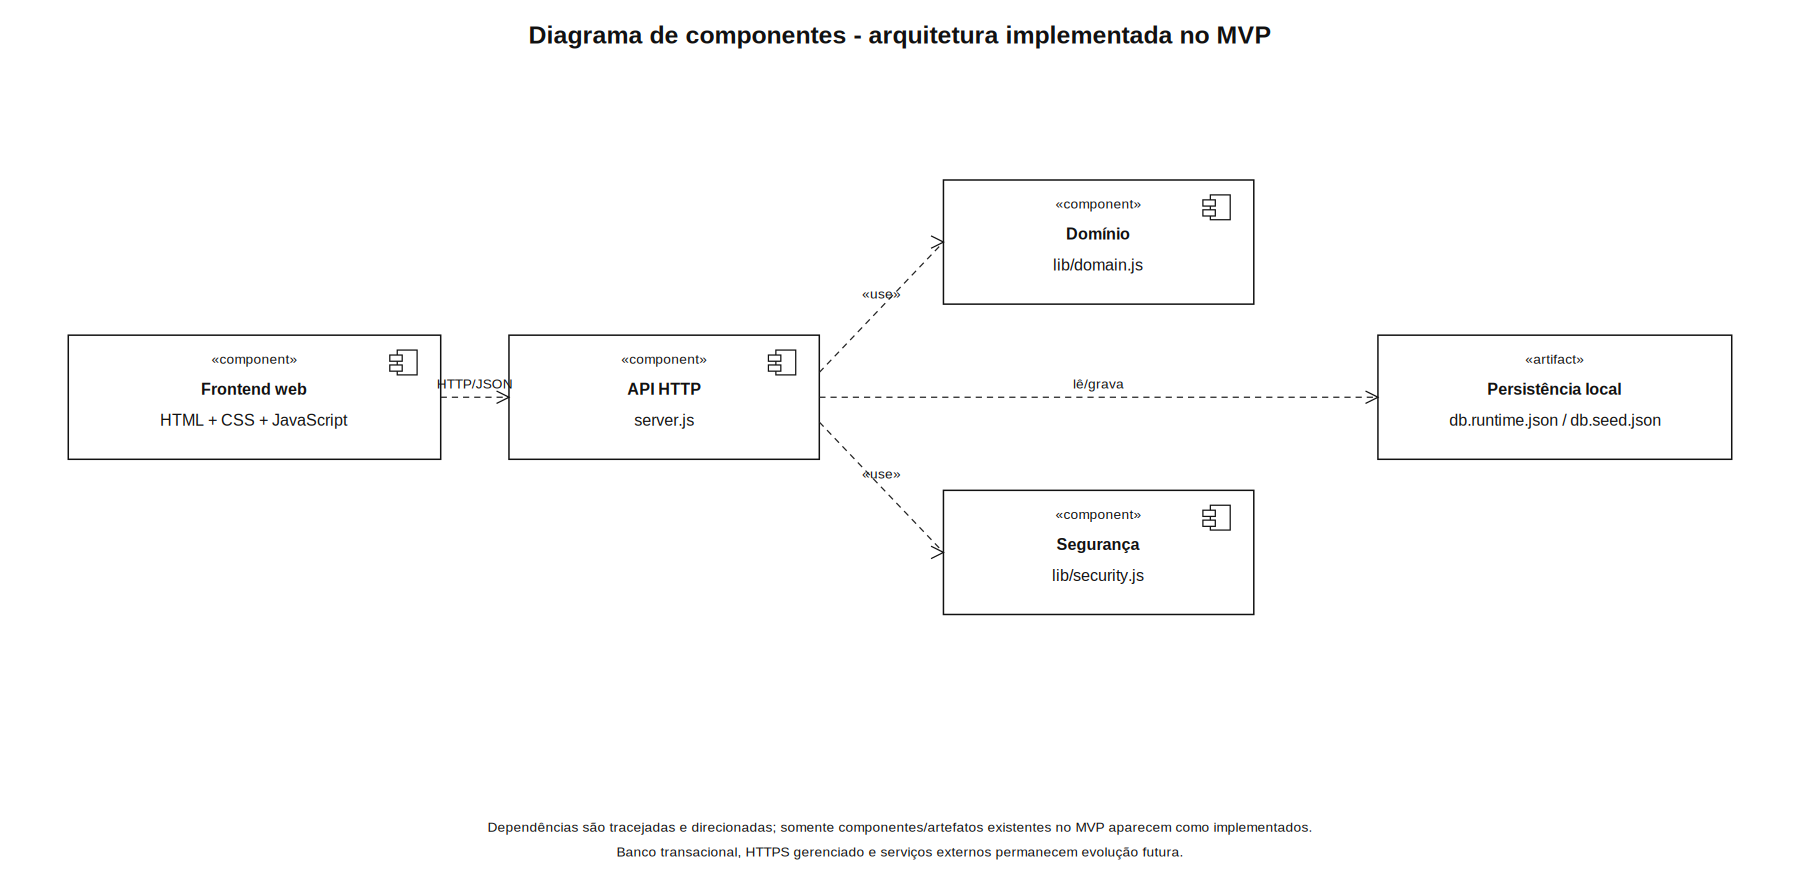 Diagrama de componentes - arquitetura implementada no MVP
«component»
Domínio
lib/domain.js
«use»
«component»
Frontend web
HTML + CSS + JavaScript
HTTP/JSON
«component»
API HTTP
server.js
lê/grava
«artifact»
Persistência local
db.runtime.json / db.seed.json
«use»
«component»
Segurança
lib/security.js
Dependências são tracejadas e direcionadas; somente componentes/artefatos existentes no MVP aparecem como implementados.
Banco transacional, HTTPS gerenciado e serviços externos permanecem evolução futura.